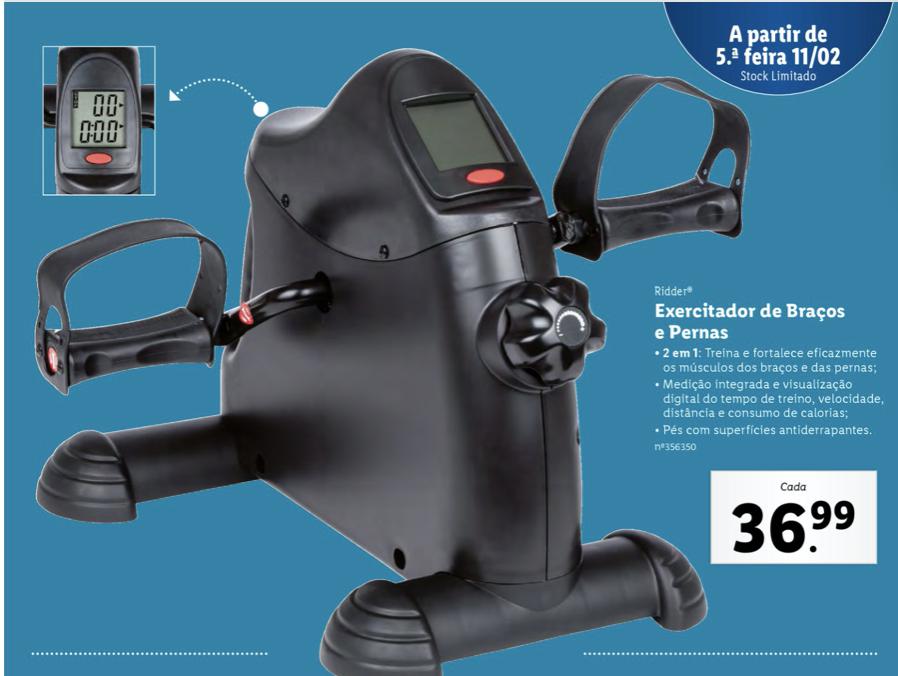 A partir de
5.ª feira 11/02
Stock Limitado
00
0:00
Ridder®
Exercitador de Braços
e Pernas
• 2 em 1: Treina e fortalece eficazmente
os músculos dos braços e das pernas;
• Medição integrada e visualização
digital do tempo de treino, velocidade,
distância e consumo de calorias;
• Pés com superfícies antiderrapantes.
nº356350
Cada
36.99